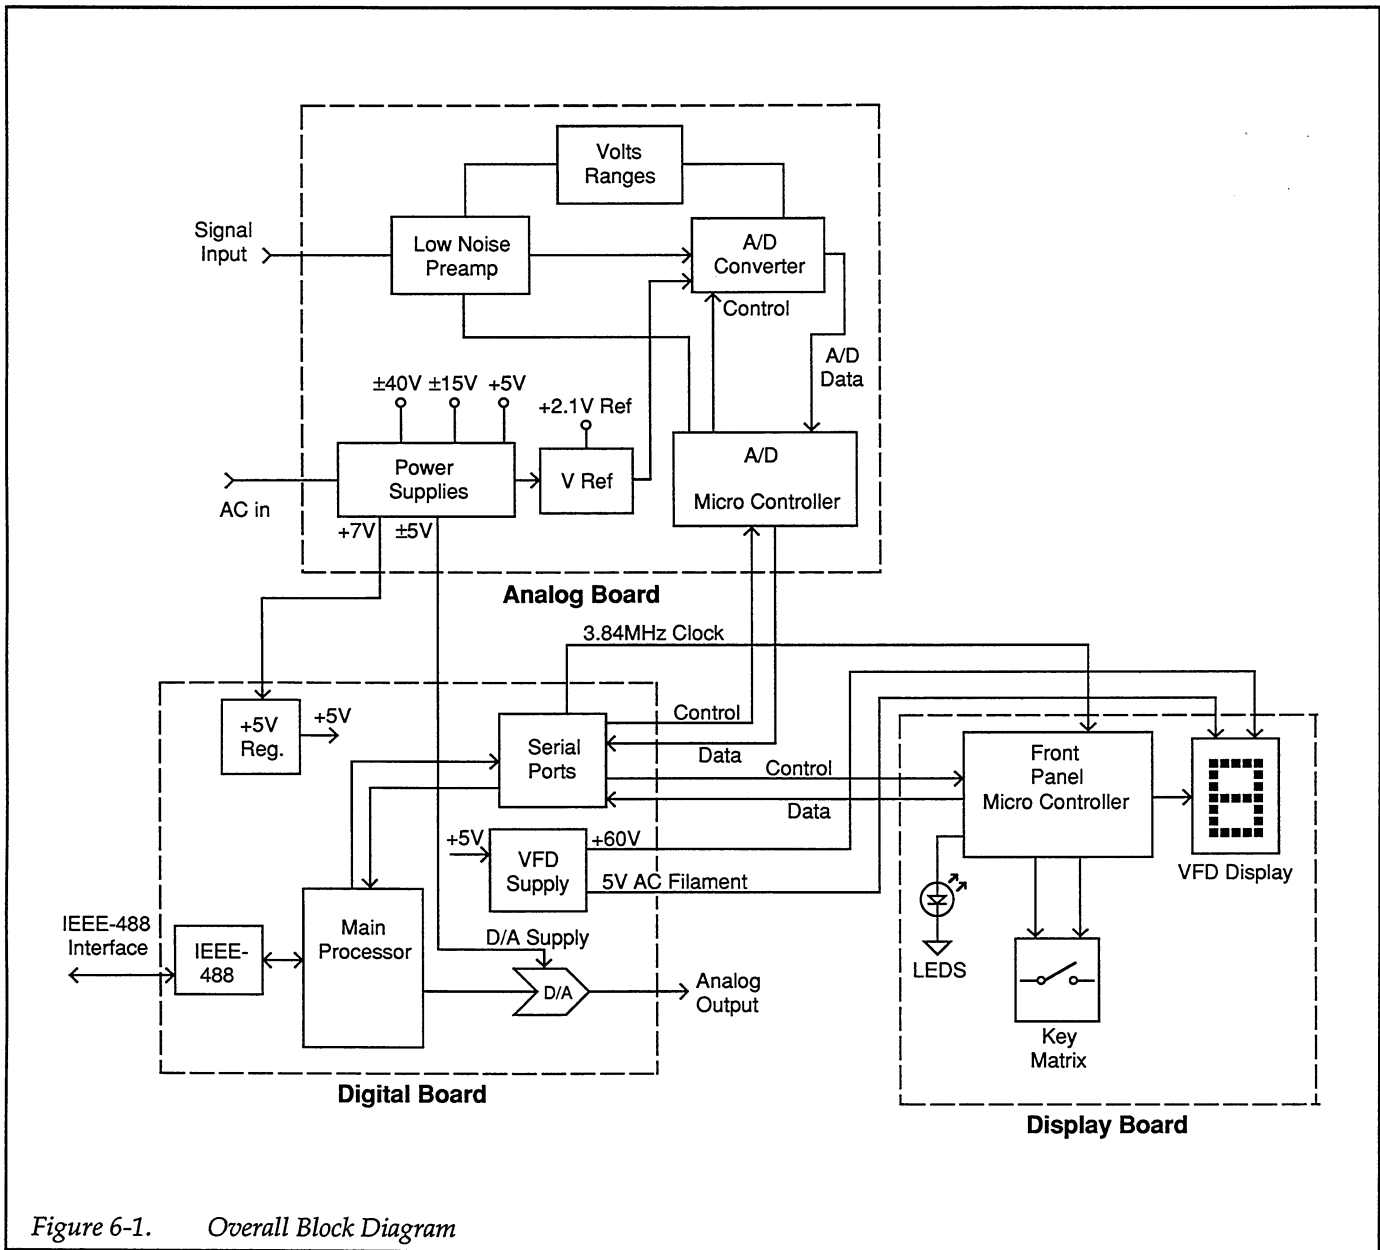 Volts
Ranges
Signal
Input
Low Noise
Preamp
A/D
Converter
Control
A/D
Data
±40V ±15V +5V
+2.1V Ref
Power
Supplies
V Ref
A/D
Micro Controller
AC in
+7V ±5V
Analog Board
3.84MHz Clock
+5V
Reg.
+5V
Serial
Ports
Control
Data
Control
Data
Front
Panel
Micro Controller
VFD Display
+5V
VFD
Supply
+60V
5V AC Filament
LEDS
Key
Matrix
IEEE-488
Interface
IEEE-
488
Main
Processor
D/A Supply
D/A
Analog
Output
Digital Board
Display Board
Figure 6-1. Overall Block Diagram